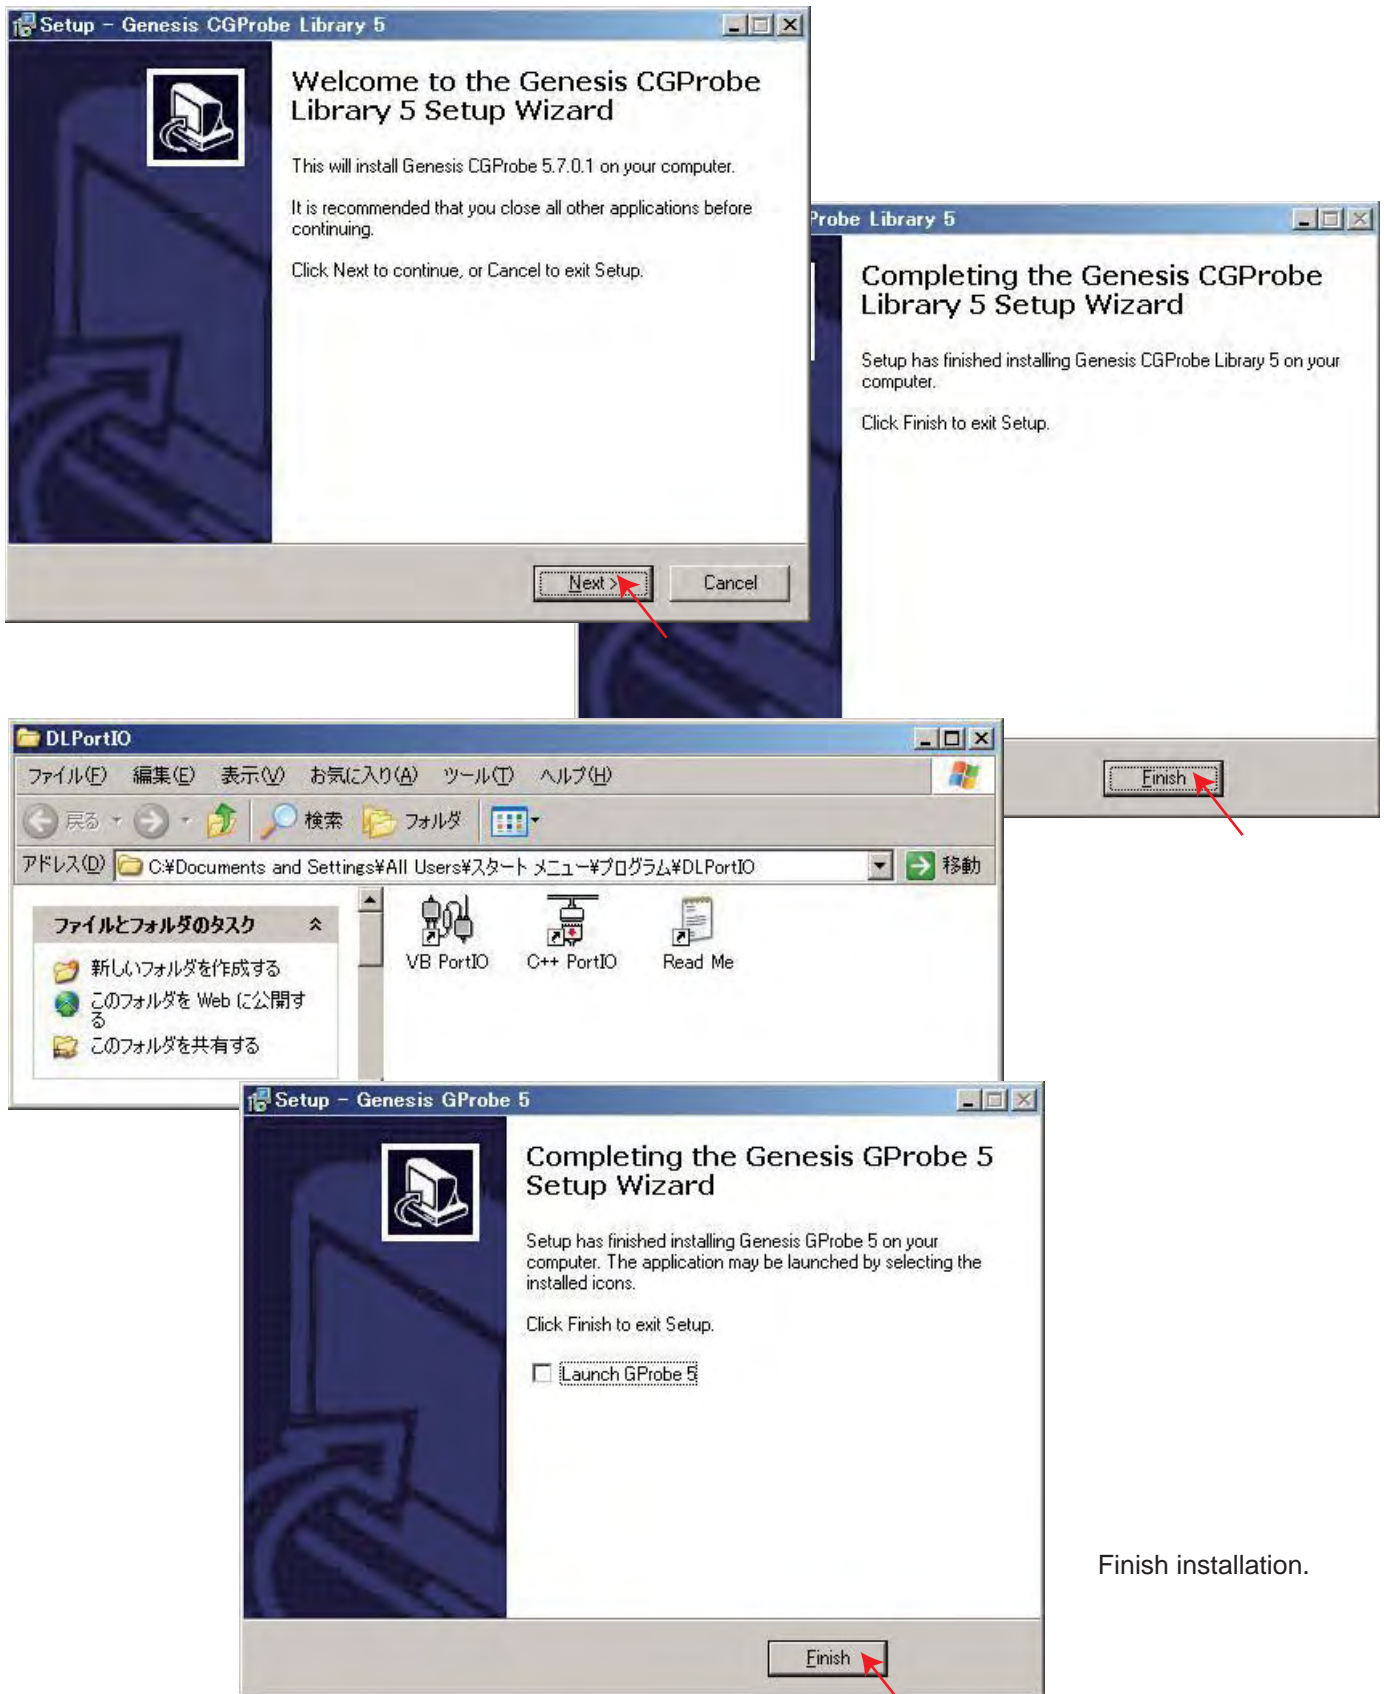 Setup - Genesis CGProbe Library 5
Welcome to the Genesis CGProbe
Library 5 Setup Wizard
This will install Genesis CGProbe 5.7.0.1 on your computer.
It is recommended that you close all other applications before
continuing.
Click Next to continue, or Cancel to exit Setup.
Next >
Cancel
Probe Library 5
Completing the Genesis CGProbe
Library 5 Setup Wizard
Setup has finished installing Genesis CGProbe Library 5 on your
computer.
Click Finish to exit Setup.
Finish
DLPortIO
ファイル(F) 編集(E) 表示(V) お気に入り(A) ツール(T) ヘルプ(H)
戻る 検索 フォルダ
アドレス(D) C:¥Documents and Settings¥All Users¥スタート メニュー¥プログラム¥DLPortIO 移動
ファイルとフォルダのタスク
新しいフォルダを作成する
このフォルダを Web に公開す
る
このフォルダを共有する
VB PortIO C++ PortIO Read Me
Setup - Genesis GProbe 5
Completing the Genesis GProbe 5
Setup Wizard
Setup has finished installing Genesis GProbe 5 on your
computer. The application may be launched by selecting the
installed icons.
Click Finish to exit Setup.
Launch GProbe 5
Finish
Finish installation.